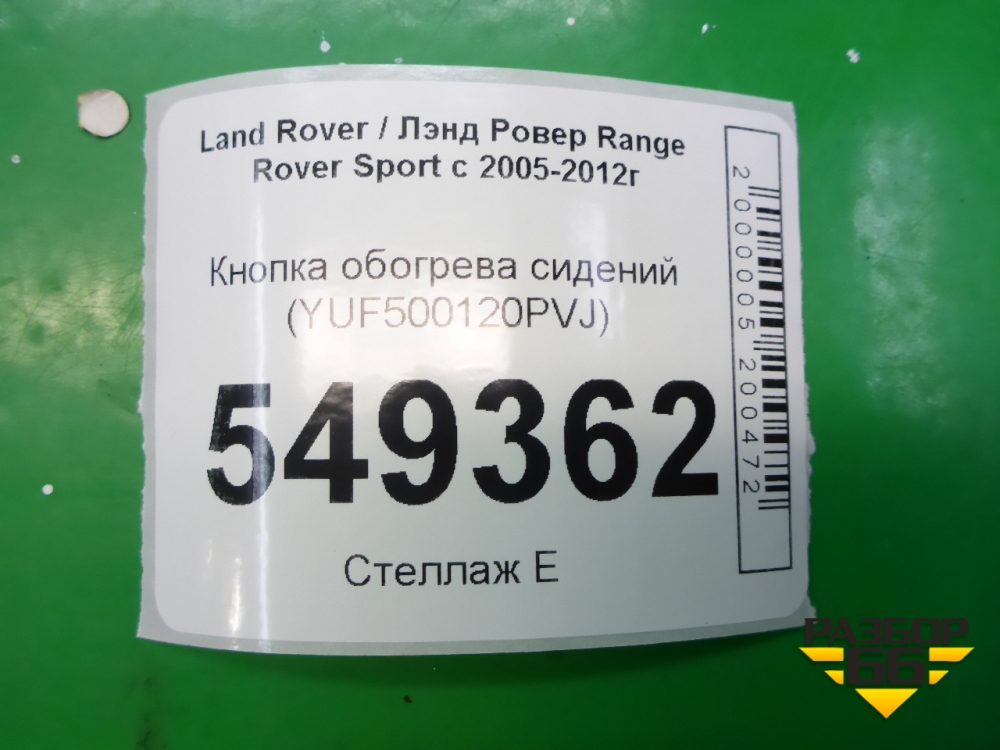 Land Rover / Лэнд Ровер Range
Rover Sport с 2005-2012г
Кнопка обогрева сидений
(YUF500120PVJ)
549362
Стеллаж Е
2000005200472
РАЗБОР
66